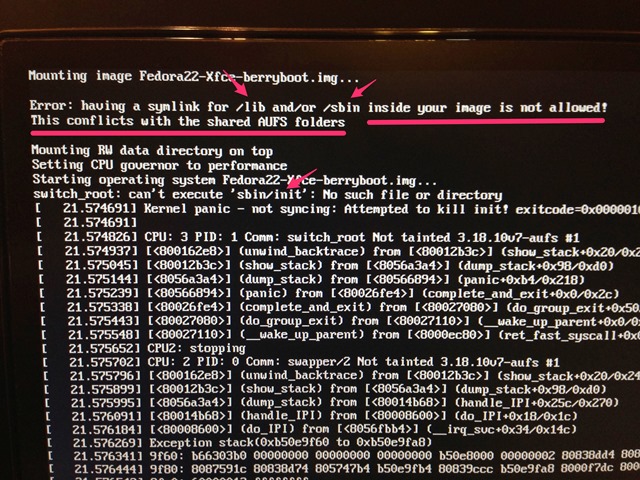 Mounting image Fedora22-Xfce-berryboot.img...
Error: having a symlink for /lib and/or /sbin inside your image is not allowed!
This conflicts with the shared AUFS folders
Mounting RW data directory on top
Setting CPU governor to performance
Starting operating system Fedora22-Xfce-berryboot.img...
switch_root: can't execute 'sbin/init': No such file or directory
[   21.574691] Kernel panic - not syncing: Attempted to kill init! exitcode=0x0000010
[   21.574691]
[   21.574826] CPU: 3 PID: 1 Comm: switch_root Not tainted 3.18.10v7-aufs #1
[   21.574937] [<800162e8>] (unwind_backtrace) from [<80012b3c>] (show_stack+0x20/0x2
[   21.575045] [<80012b3c>] (show_stack) from [<8056a3a4>] (dump_stack+0x98/0xd0)
[   21.575144] [<8056a3a4>] (dump_stack) from [<80566894>] (panic+0xb4/0x218)
[   21.575239] [<80566894>] (panic) from [<80026fe4>] (complete_and_exit+0x0/0x2c)
[   21.575338] [<80026fe4>] (complete_and_exit) from [<80027080>] (do_group_exit+0x50
[   21.575443] [<80027080>] (do_group_exit) from [<80027110>] (__wake_up_parent+0x0/0
[   21.575548] [<80027110>] (__wake_up_parent) from [<8000ec80>] (ret_fast_syscall+0
[   21.575652] CPU2: stopping
[   21.575702] CPU: 2 PID: 0 Comm: swapper/2 Not tainted 3.18.10v7-aufs #1
[   21.575796] [<800162e8>] (unwind_backtrace) from [<80012b3c>] (show_stack+0x20/0x24
[   21.575899] [<80012b3c>] (show_stack) from [<8056a3a4>] (dump_stack+0x98/0xd0)
[   21.575995] [<8056a3a4>] (dump_stack) from [<80014b68>] (handle_IPI+0x25c/0x270)
[   21.576091] [<80014b68>] (handle_IPI) from [<80008600>] (do_IPI+0x18/0x1c)
[   21.576184] [<80008600>] (do_IPI) from [<8056fbb4>] (__irq_svc+0x34/0x14c)
[   21.576269] Exception stack(0xb50e9f60 to 0xb50e9fa8)
[   21.576341] 9f60: b66303b0 00000000 00000000 00000000 b50e8000 00000002 80838dd4 808
[   21.576444] 9f80: 8087591c 80838d74 805747b4 b50e9fb4 80839ccc b50e9fa8 8000f7dc 800